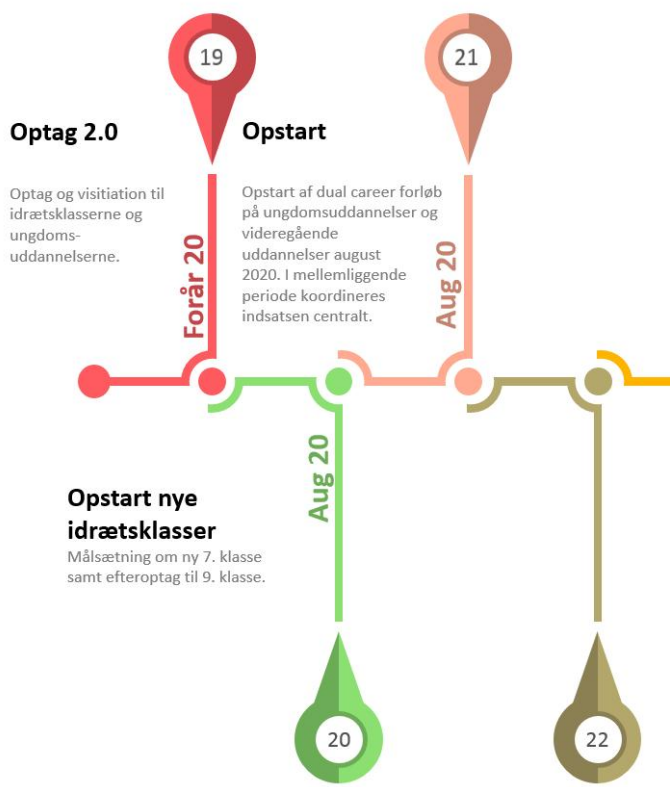 19
Optag 2.0
Optag og visitiation til
idrætsklasserne og
ungdoms-
uddannelserne.
Forår 20
21
Opstart
Opstart af dual career forløb
på ungdomsuddannelser og
videregående
uddannelser august
2020. I mellemliggende
periode koordineres
indsatsen centralt.
Aug 20
Aug 20
Opstart nye
idrætsklasser
Målsætning om ny 7. klasse
samt efteroptag til 9. klasse.
20
22